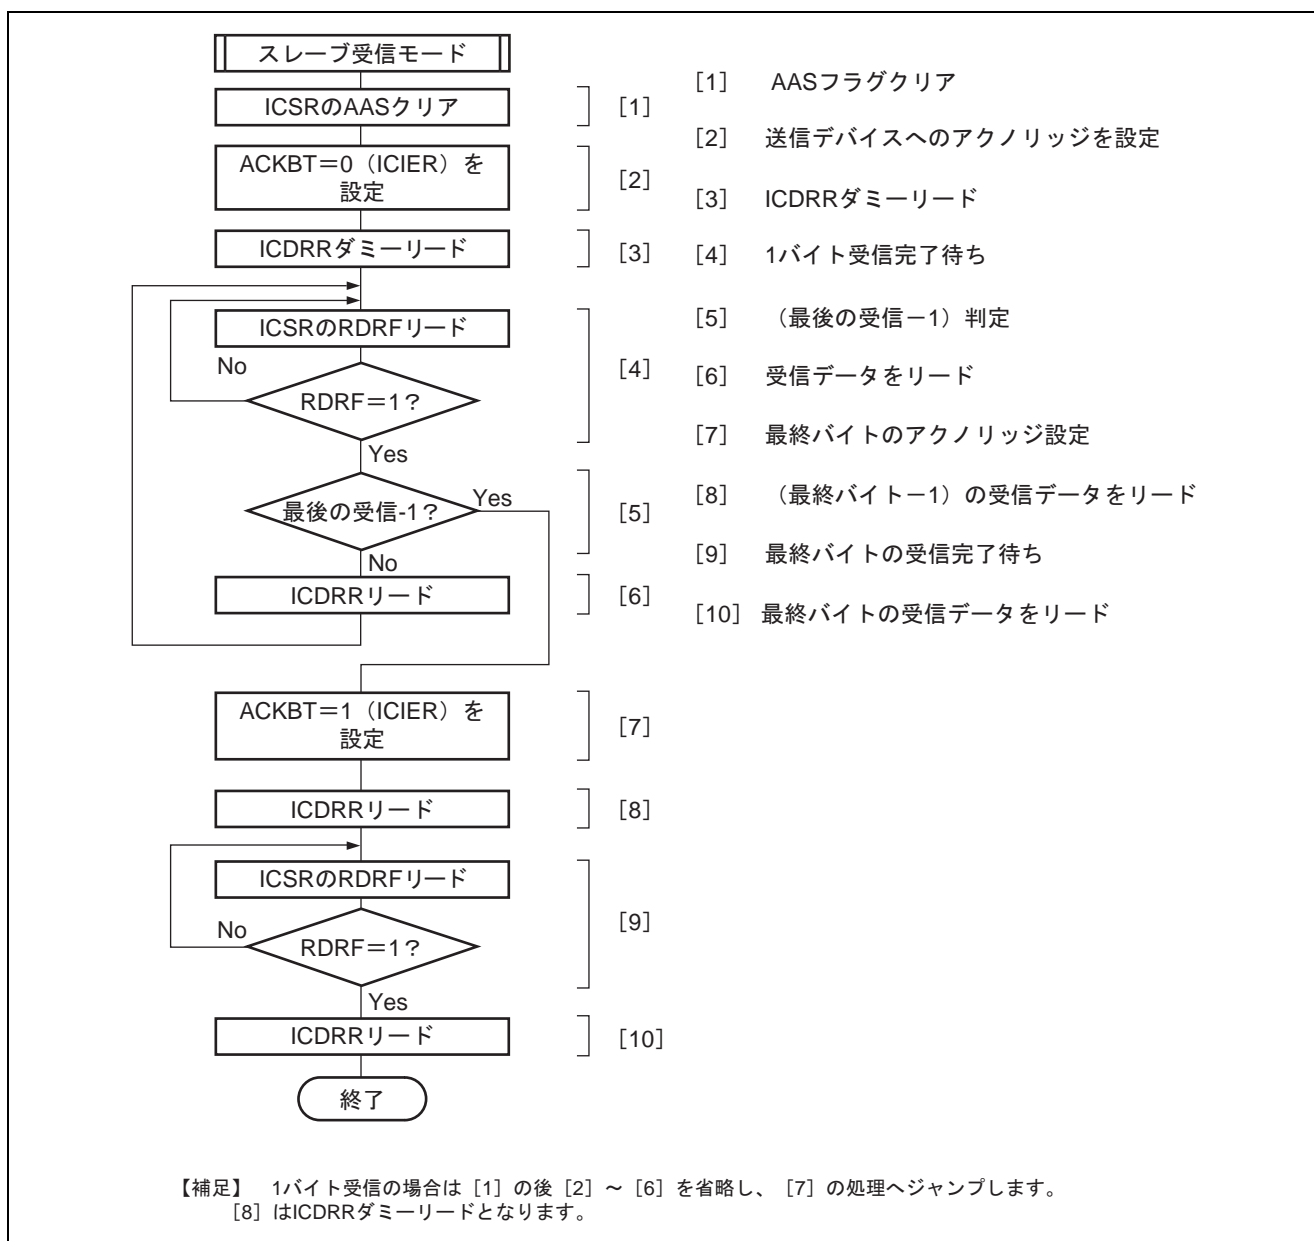 スレーブ受信モード
ICSRのAASクリア
[1]
ACKBT=0（ICIER）を
設定
[2]
ICDRRダミーリード
[3]
ICSRのRDRFリード
No
RDRF=1？
[4]
Yes
最後の受信-1？
Yes
[5]
No
ICDRRリード
[6]
ACKBT=1（ICIER）を
設定
[7]
ICDRRリード
[8]
ICSRのRDRFリード
No
RDRF=1？
[9]
Yes
ICDRRリード
[10]
終了
[1] AASフラグクリア
[2] 送信デバイスへのアクノリッジを設定
[3] ICDRRダミーリード
[4] 1バイト受信完了待ち
[5] （最後の受信－1）判定
[6] 受信データをリード
[7] 最終バイトのアクノリッジ設定
[8] （最終バイト－1）の受信データをリード
[9] 最終バイトの受信完了待ち
[10] 最終バイトの受信データをリード
【補足】 1バイト受信の場合は［1］の後［2］～［6］を省略し、［7］の処理へジャンプします。
［8］はICDRRダミーリードとなります。